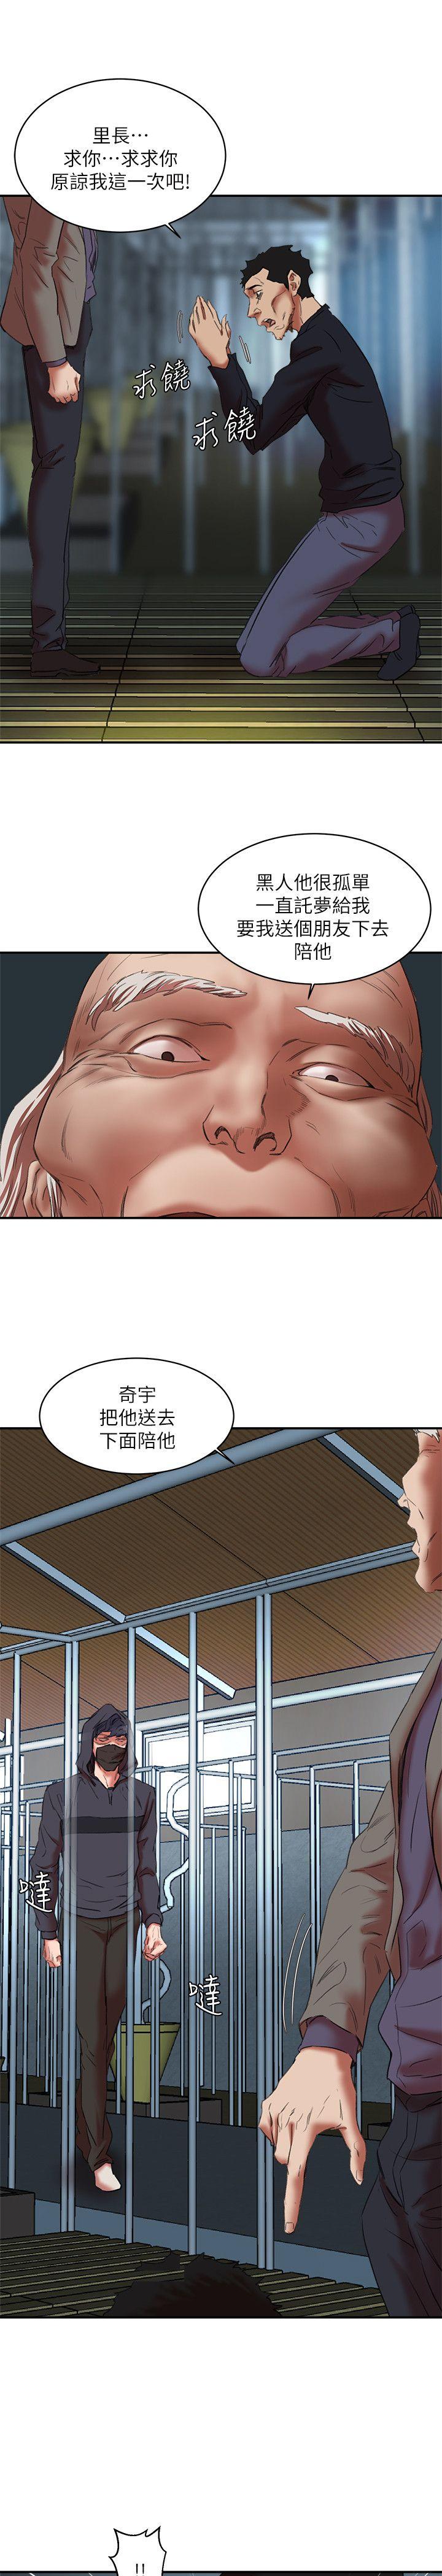 里長…
求你…求求你
原諒我這一次吧!
求饒
求饒
黑人他很孤單
一直託夢給我
要我送個朋友下去
陪他
奇宇
把他送去
下面陪他
噠
噠
!!